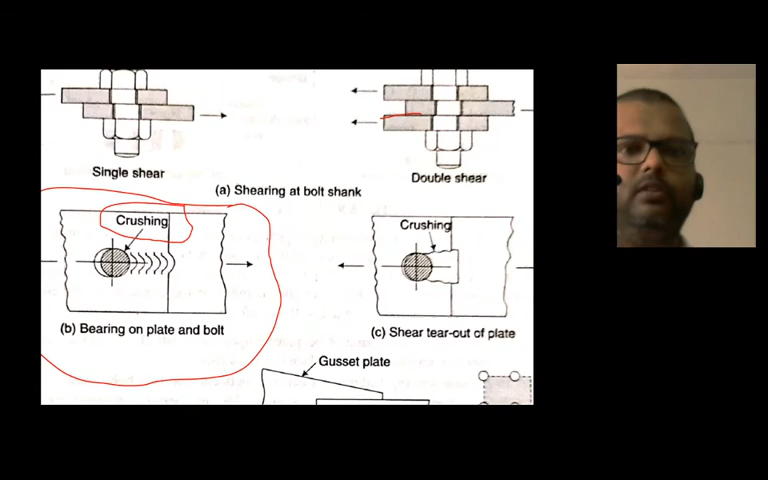 Single shear
Double shear
(a) Shearing at bolt shank
Crushing
Crushing
(b) Bearing on plate and bolt
(c) Shear tear-out of plate
Gusset plate